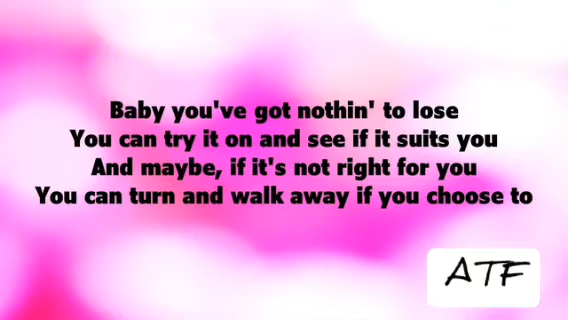 Baby you've got nothin' to lose
You can try it on and see if it suits you
And maybe, if it's not right for you
You can turn and walk away if you choose to
ATF